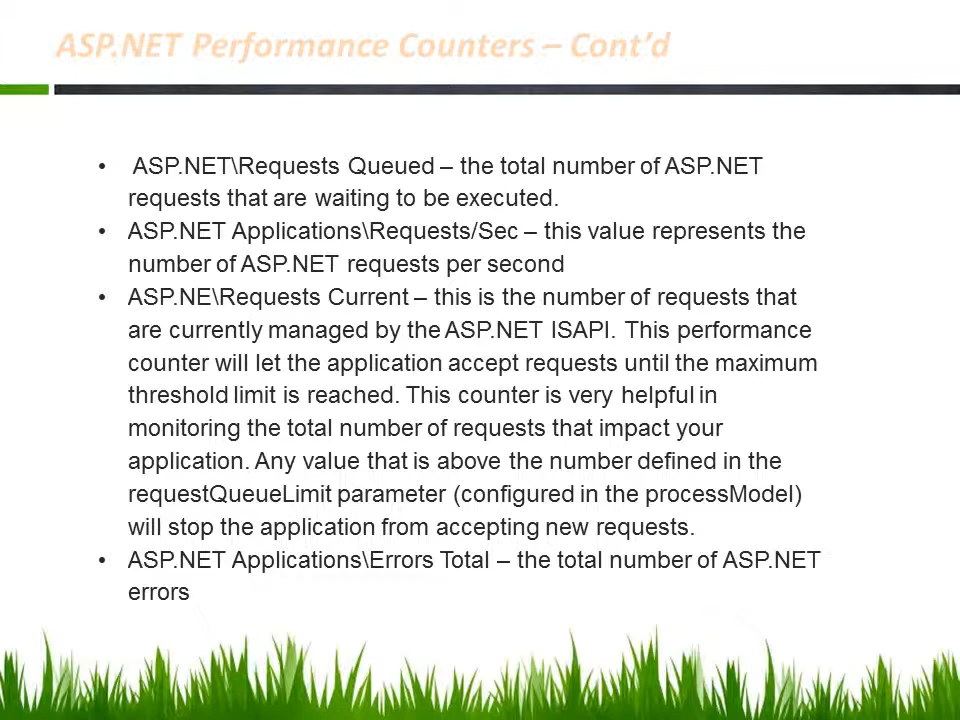 ASP.NET Performance Counters – Cont’d
• ASP.NET\Requests Queued – the total number of ASP.NET
requests that are waiting to be executed.
• ASP.NET Applications\Requests/Sec – this value represents the
number of ASP.NET requests per second
• ASP.NE\Requests Current – this is the number of requests that
are currently managed by the ASP.NET ISAPI. This performance
counter will let the application accept requests until the maximum
threshold limit is reached. This counter is very helpful in
monitoring the total number of requests that impact your
application. Any value that is above the number defined in the
requestQueueLimit parameter (configured in the processModel)
will stop the application from accepting new requests.
• ASP.NET Applications\Errors Total – the total number of ASP.NET
errors